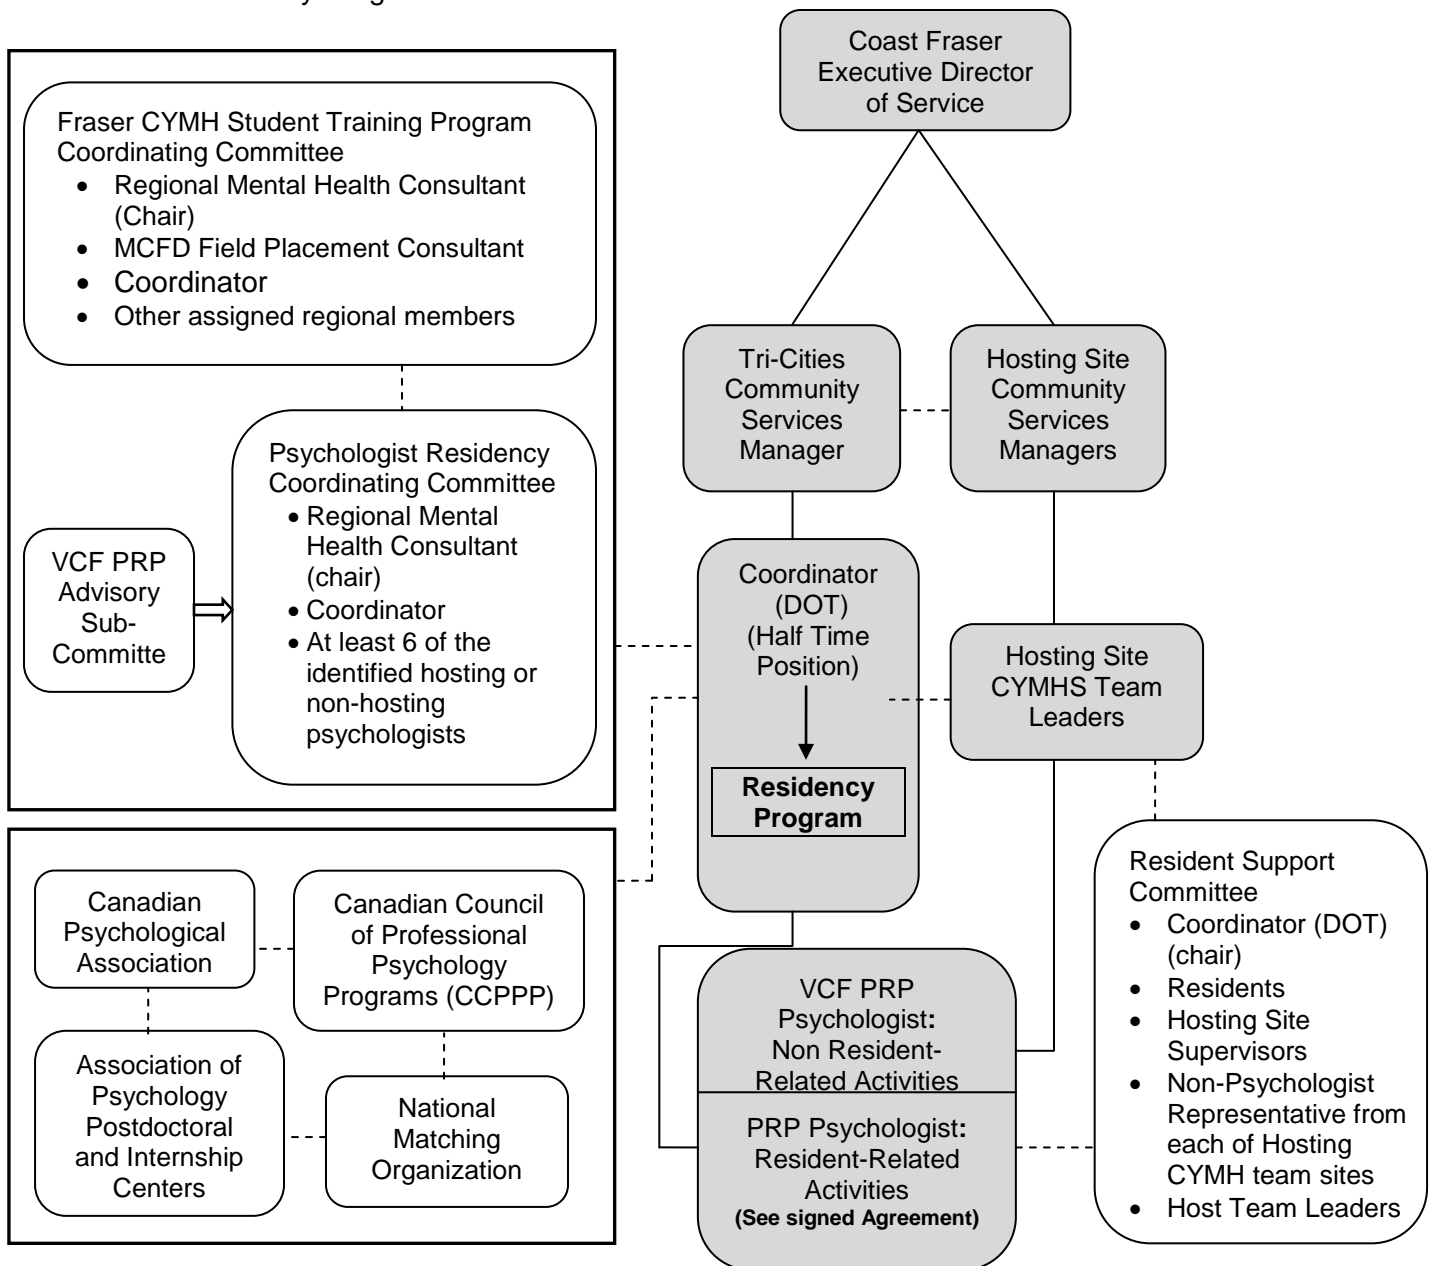 Coast Fraser
Executive Director
of Service
Fraser CYMH Student Training Program
Coordinating Committee
• Regional Mental Health Consultant
(Chair)
• MCFD Field Placement Consultant
• Coordinator
• Other assigned regional members
Tri-Cities
Community
Services
Manager
Hosting Site
Community
Services
Managers
Psychologist Residency
Coordinating Committee
• Regional Mental
Health Consultant
(chair)
• Coordinator
• At least 6 of the
identified hosting or
non-hosting
psychologists
VCF PRP
Advisory
Sub-
Committe
Coordinator
(DOT)
(Half Time
Position)
Residency
Program
Hosting Site
CYMHS Team
Leaders
Canadian
Psychological
Association
Canadian Council
of Professional
Psychology
Programs (CCPPP)
Association of
Psychology
Postdoctoral
and Internship
Centers
National
Matching
Organization
VCF PRP
Psychologist:
Non Resident-
Related Activities
PRP Psychologist:
Resident-Related
Activities
(See signed Agreement)
Resident Support
Committee
• Coordinator (DOT)
(chair)
• Residents
• Hosting Site
Supervisors
• Non-Psychologist
Representative from
each of Hosting
CYMH team sites
• Host Team Leaders